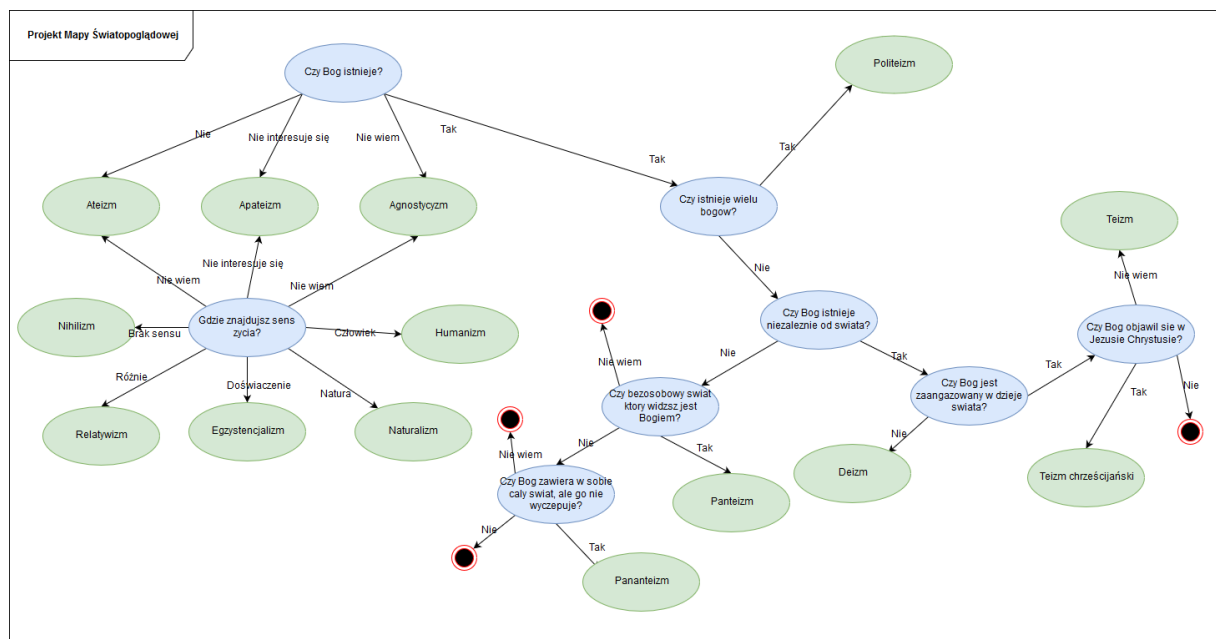 Projekt Mapy Światopoglądowej
Czy Bog istnieje?
Politeizm
Nie
Nie interesuje się
Nie wiem
Tak
Tak
Tak
Ateizm
Apateizm
Agnostycyzm
Czy istnieje wielu
bogow?
Teizm
Nie wiem
Nie interesuje się
Nie wiem
Nie
Nie wiem
Nihilizm
Brak sensu
Gdzie znajdujsz sens
zycia?
Człowiek
Humanizm
Czy Bog istnieje
niezaleznie od swiata?
Czy Bog objawil sie w
Jezusie Chrystusie?
Różnie
Doświaczenie
Natura
Nie wiem
Nie
Tak
Tak
Tak
Nie
Czy bezosobowy swiat
ktory widzsz jest
Bogiem?
Czy Bog jest
zaangazowany w dzieje
swiata?
Relatywizm
Egzystencjalizm
Naturalizm
Nie wiem
Nie
Tak
Nie
Deizm
Teizm chrześcijański
Czy Bog zawiera w sobie
caly swiat, ale go nie
wyczepuje?
Panteizm
Nie
Tak
Pananteizm